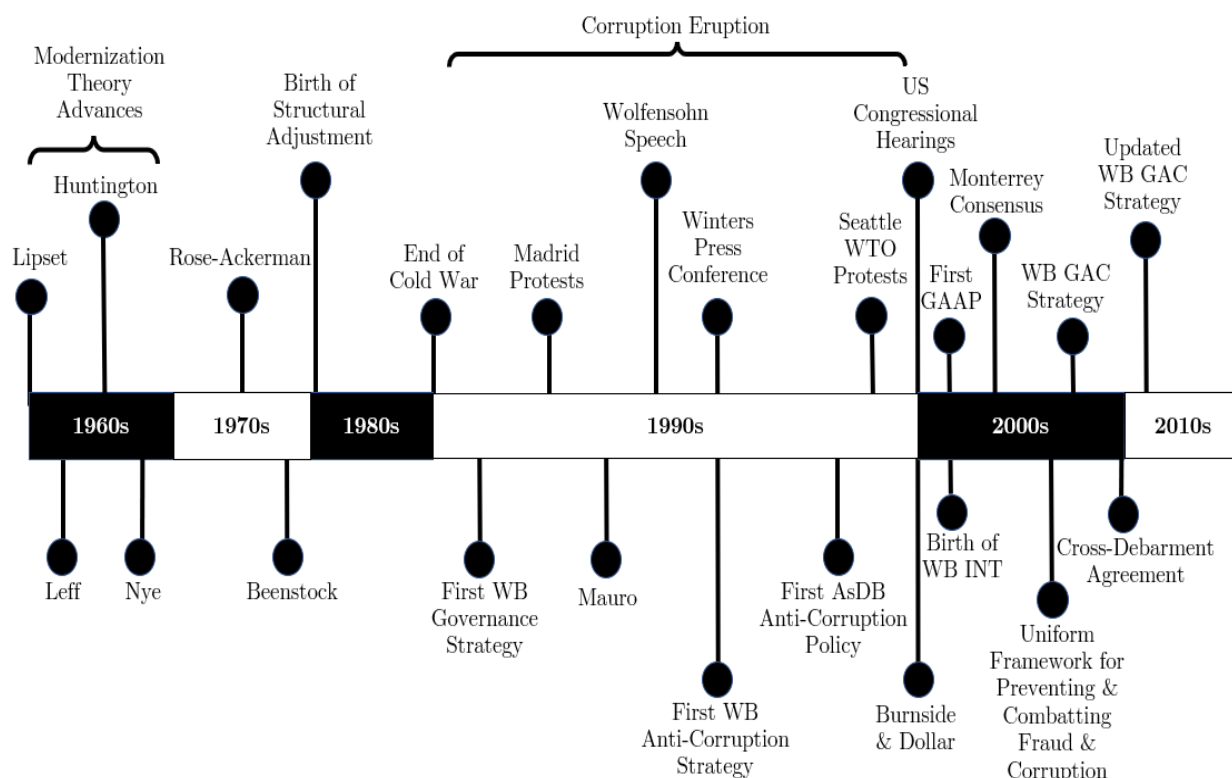 Corruption Eruption
Modernization
Theory
Advances
Birth of
Structural
Adjustment
Wolfensohn
Speech
US
Congressional
Hearings
Huntington
Updated
WB GAC
Strategy
Monterrey
Consensus
Lipset
Rose-Ackerman
End of
Cold War
Madrid
Protests
Winters
Press
Conference
Seattle
WTO
Protests
First
GAAP
WB GAC
Strategy
1960s
1970s
1980s
1990s
2000s
2010s
Leff
Nye
Beenstock
First WB
Governance
Strategy
Mauro
First AsDB
Anti-Corruption
Policy
Birth of
WB INT
Cross-Debarment
Agreement
First WB
Anti-Corruption
Strategy
Burnside
& Dollar
Uniform
Framework for
Preventing &
Combatting
Fraud &
Corruption